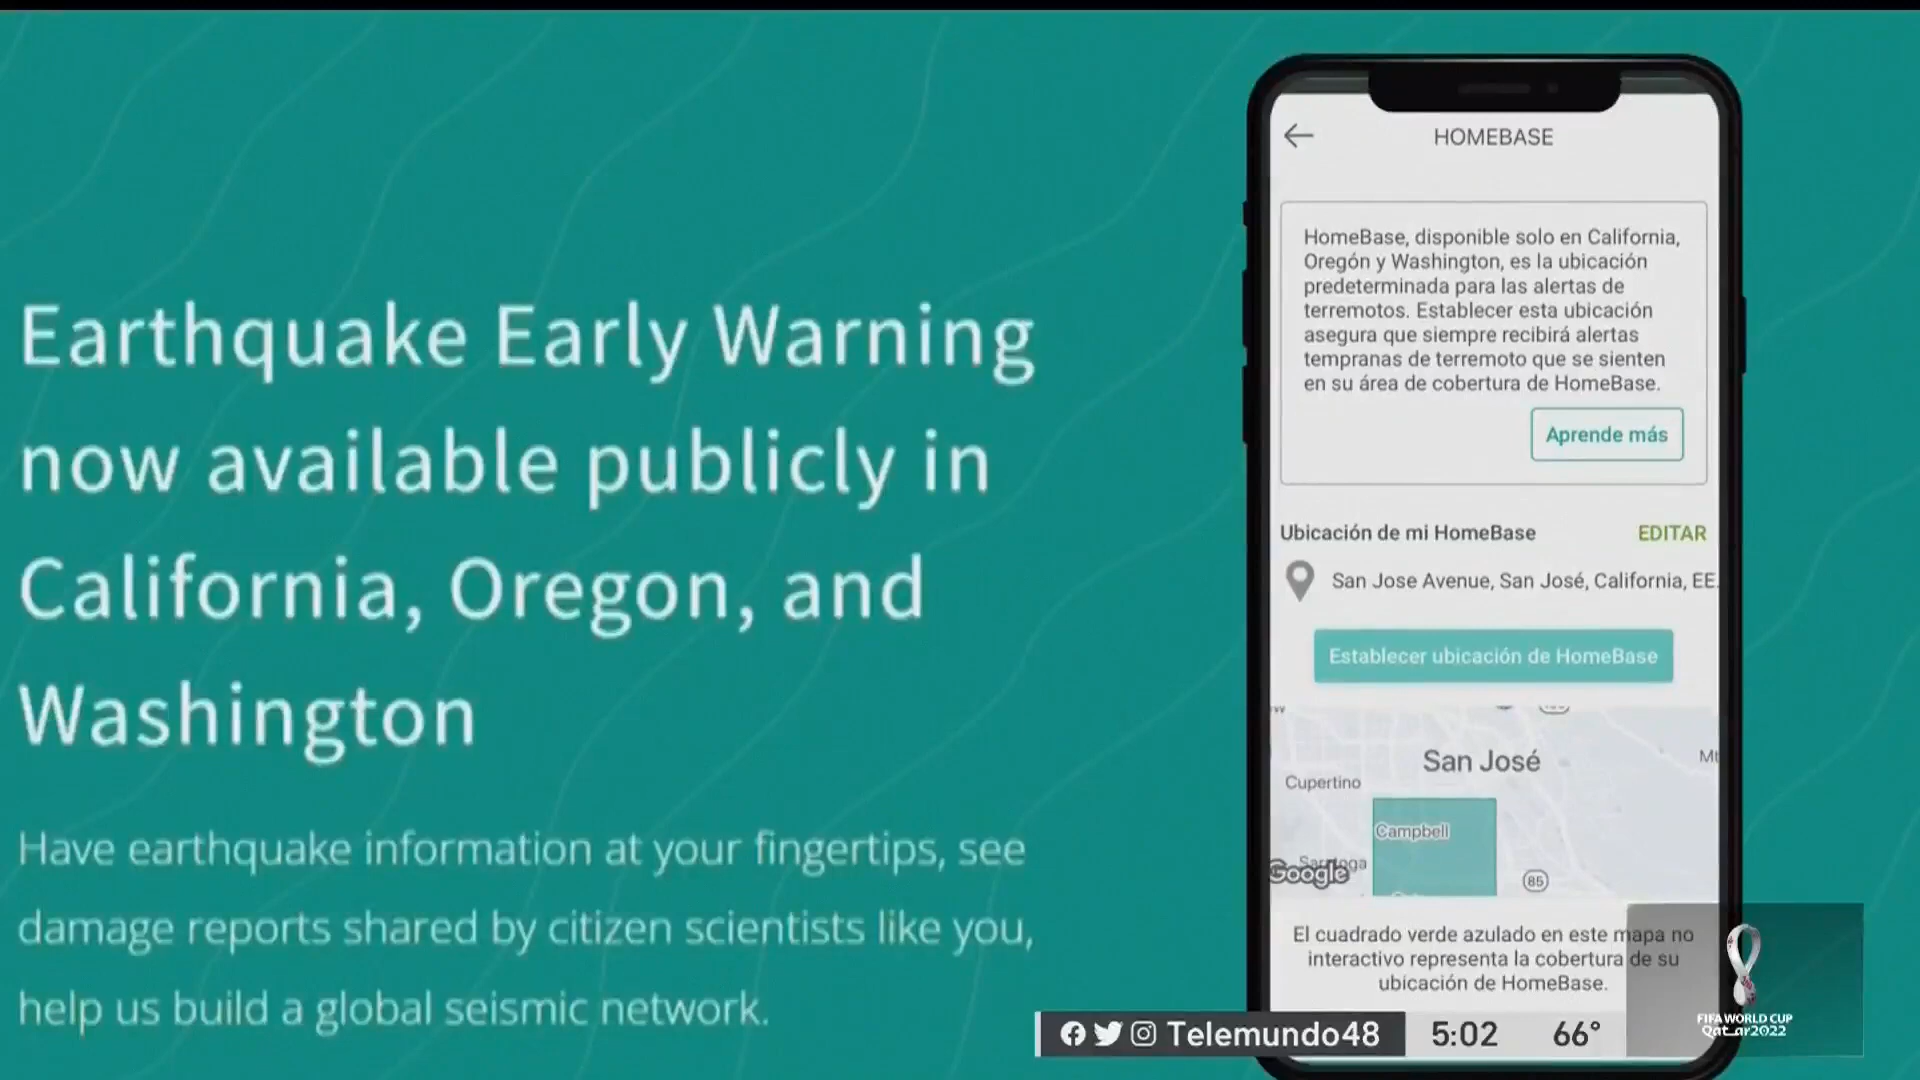 Earthquake Early Warning
now available publicly in
California, Oregon, and
Washington
Have earthquake information at your fingertips, see
damage reports shared by citizen scientists like you,
help us build a global seismic network.
HOMEBASE
HomeBase, disponible solo en California,
Oregón y Washington, es la ubicación
predeterminada para las alertas de
terremotos. Establecer esta ubicación
asegura que siempre recibirá alertas
tempranas de terremoto que se sienten
en su área de cobertura de HomeBase.
Aprende más
Ubicación de mi HomeBase EDITAR
San Jose Avenue, San José, California, EE.
Establecer ubicación de HomeBase
San José
Mt
Cupertino
Campbell
Saratoga
Google
85
El cuadrado verde azulado en este mapa no
interactivo representa la cobertura de su
ubicación de HomeBase.
Telemundo48 5:02 66°
FIFA WORLD CUP
Qatar2022